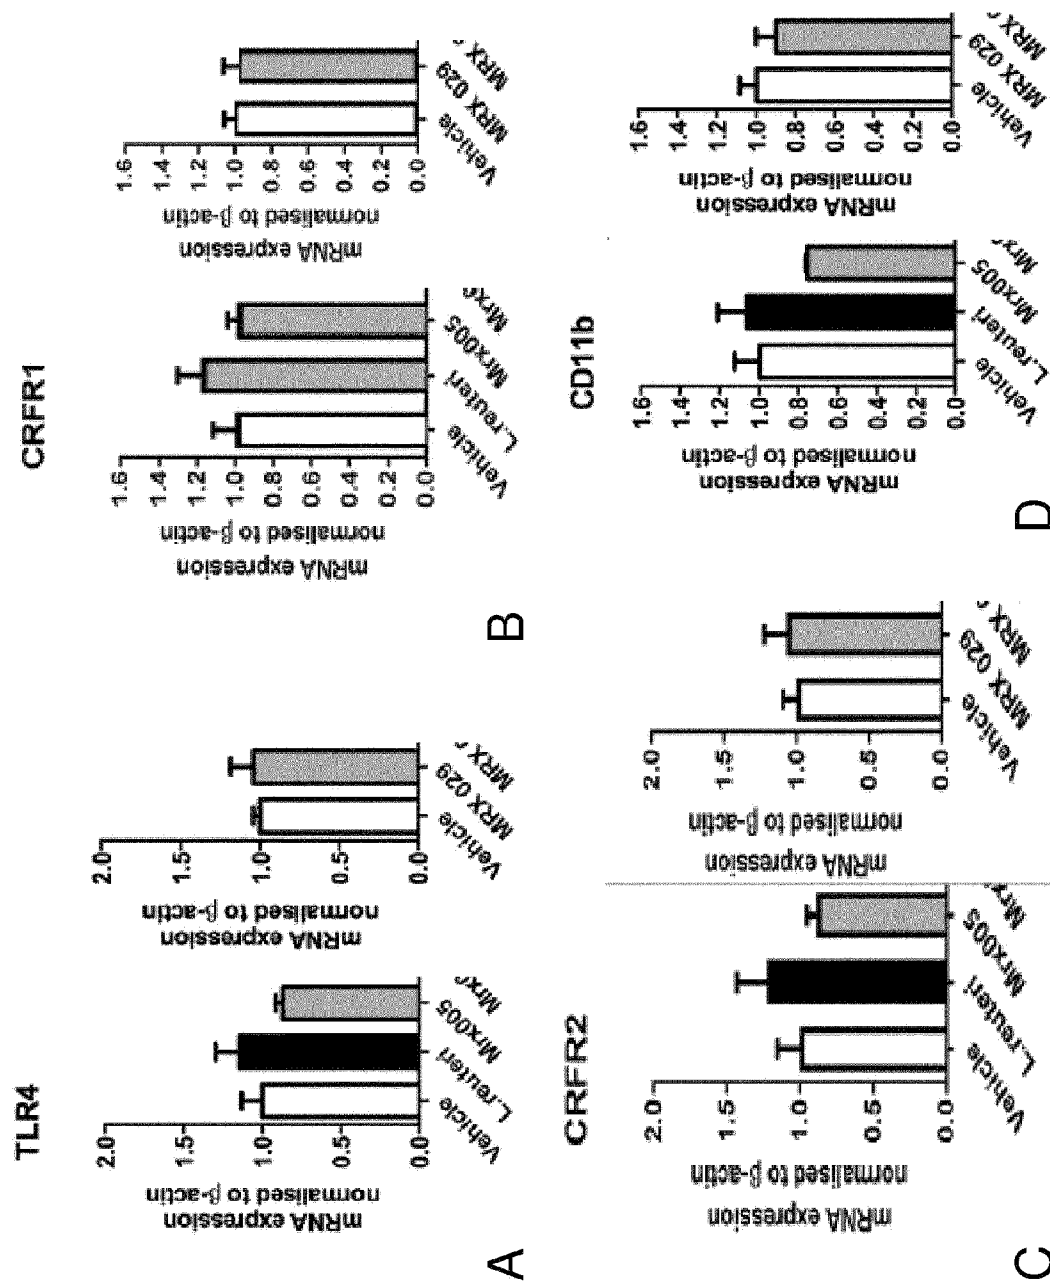 TLR4
mRNA expression
normalised to β-actin
2.0
1.5
1.0
0.5
0.0
Vehicle
L.reuteri
Mrx005
mRNA expression
normalised to β-actin
2.0
1.5
1.0
0.5
0.0
Vehicle
MRX 029
MRX
A
CRFR1
mRNA expression
normalised to β-actin
1.6
1.4
1.2
1.0
0.8
0.6
0.4
0.2
0.0
Vehicle
L.reuteri
Mrx005
mRNA expression
normalised to β-actin
1.6
1.4
1.2
1.0
0.8
0.6
0.4
0.2
0.0
Vehicle
MRX 029
MRX
B
CRFR2
mRNA expression
normalised to β-actin
2.0
1.5
1.0
0.5
0.0
Vehicle
L.reuteri
Mrx005
mRNA expression
normalised to β-actin
2.0
1.5
1.0
0.5
0.0
Vehicle
MRX 029
MRX
C
CD11b
mRNA expression
normalised to β-actin
1.6
1.4
1.2
1.0
0.8
0.6
0.4
0.2
0.0
Vehicle
L.reuteri
Mrx005
mRNA expression
normalised to β-actin
1.6
1.4
1.2
1.0
0.8
0.6
0.4
0.2
0.0
Vehicle
MRX 029
MRX
D